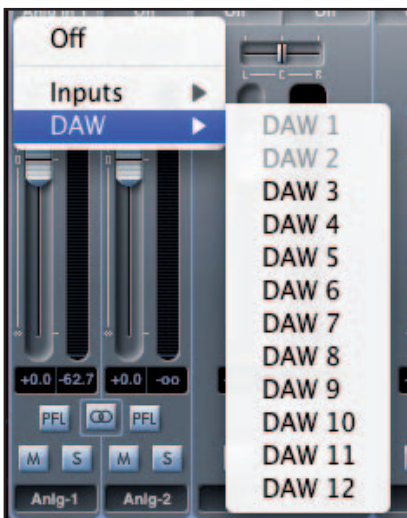 Off
Inputs
DAW
L C R
DAW 1
DAW 2
DAW 3
DAW 4
DAW 5
DAW 6
DAW 7
DAW 8
DAW 9
DAW 10
DAW 11
DAW 12
+0.0 -62.7 +0.0 -oo
PFL PFL
M S M S
Anlg-1 Anlg-2